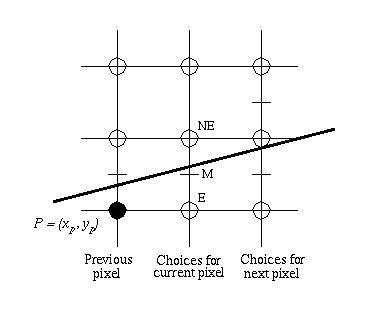 NE
M
E
P = (xp, yp)
Previous pixel
Choices for current pixel
Choices for next pixel